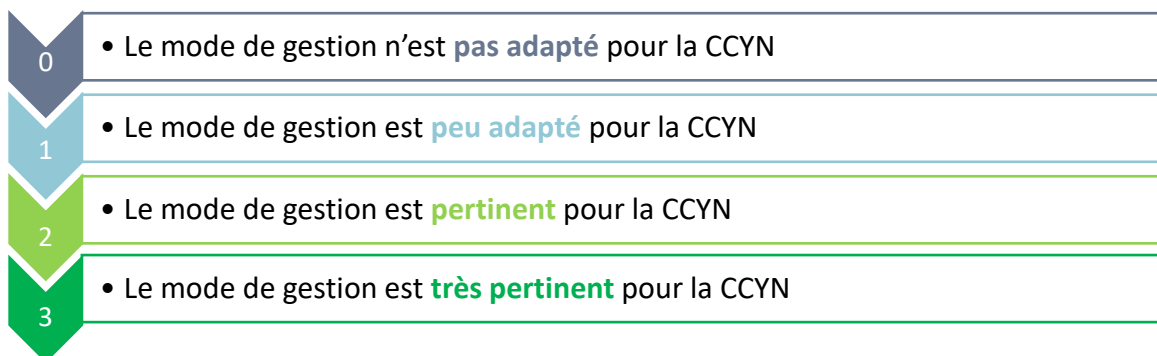 0
• Le mode de gestion n’est pas adapté pour la CCYN
1
• Le mode de gestion est peu adapté pour la CCYN
2
• Le mode de gestion est pertinent pour la CCYN
3
• Le mode de gestion est très pertinent pour la CCYN